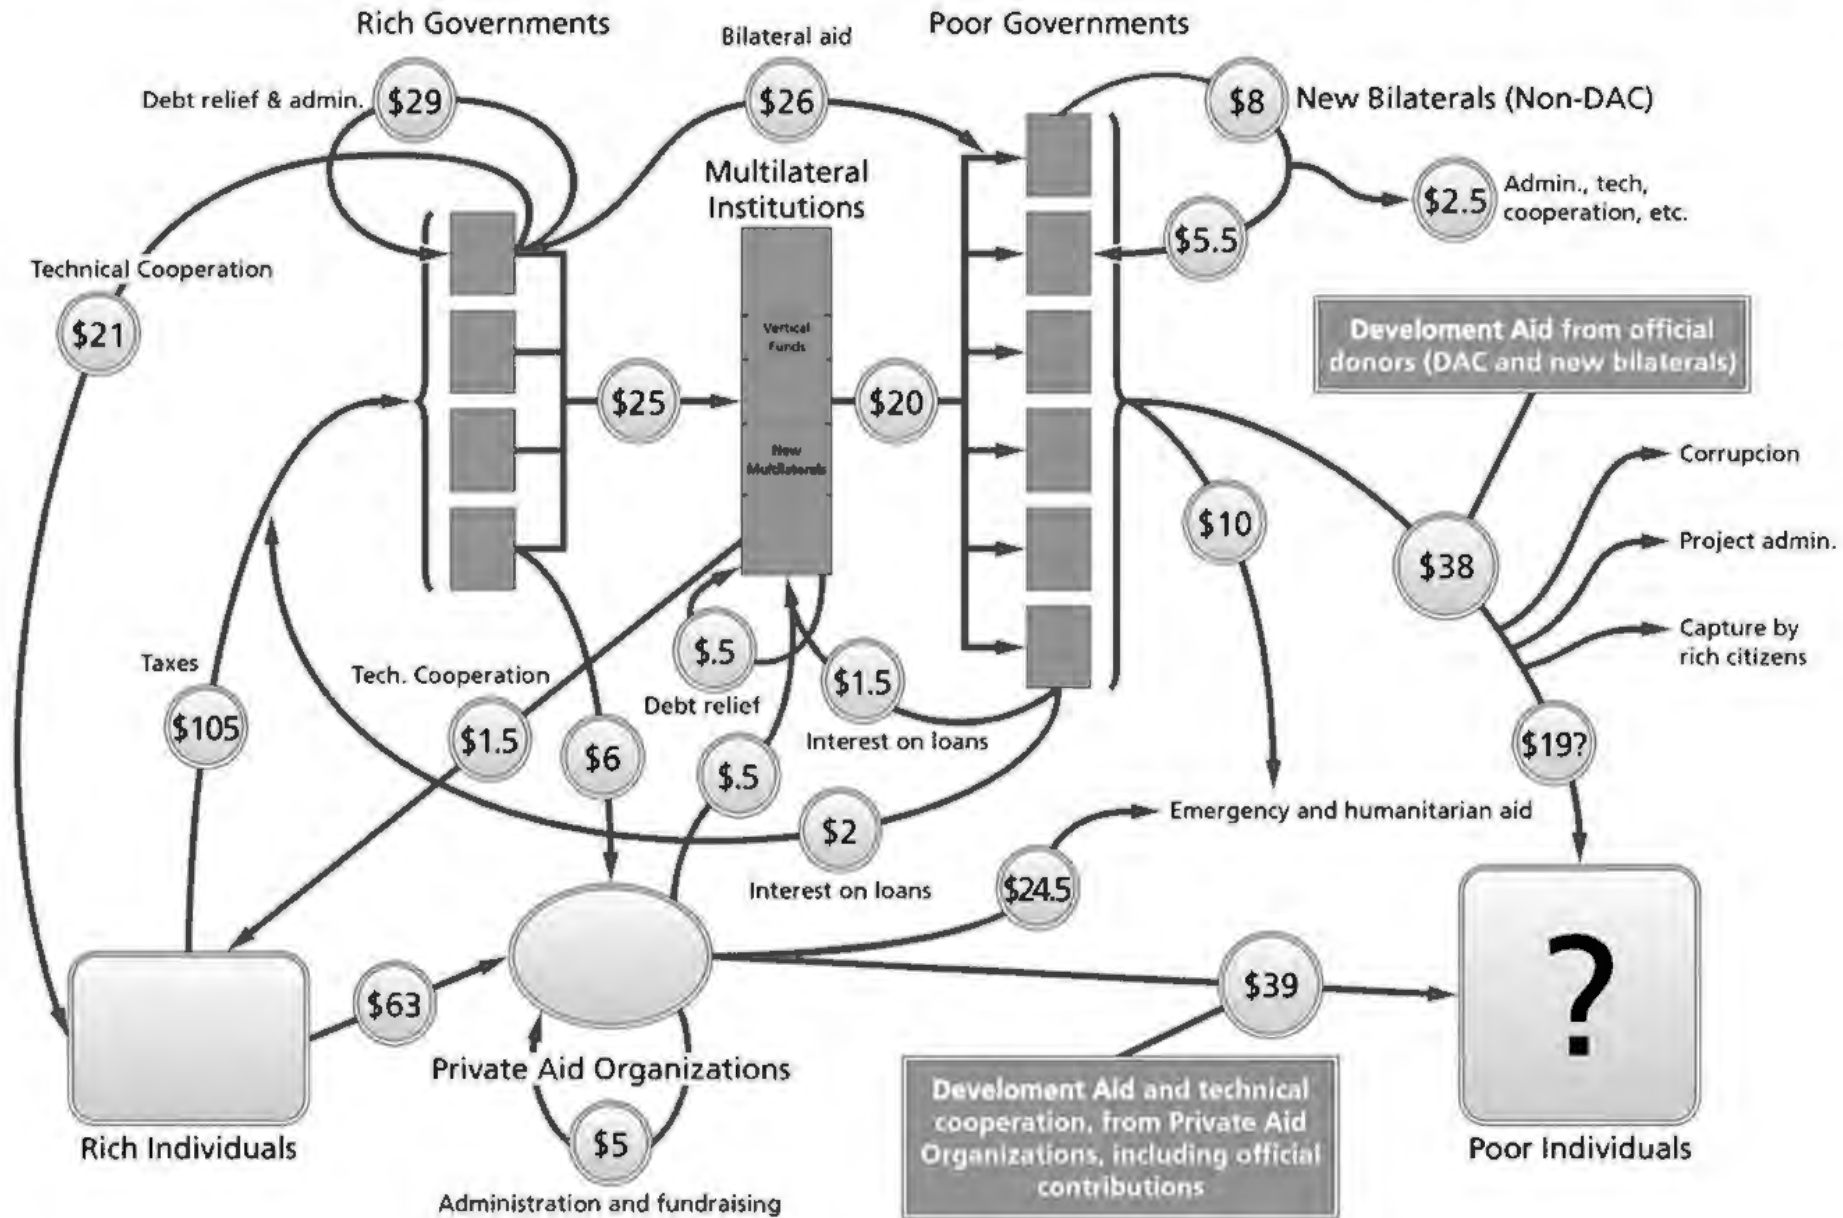 Rich Governments
Bilateral aid
Poor Governments
Debt relief & admin.
$29
$26
$8
New Bilaterals (Non-DAC)
Multilateral
Institutions
$2.5
Admin., tech,
cooperation, etc.
$5.5
Technical Cooperation
$21
Vertical
Funds
Develoment Aid from official
donors (DAC and new bilaterals)
$25
$20
New
Multilaterals
Corrupcion
$10
$38
Project admin.
Capture by
rich citizens
Taxes
Tech. Cooperation
$.5
Debt relief
$1.5
Interest on loans
$105
$1.5
$6
$.5
$19?
$2
Interest on loans
Emergency and humanitarian aid
$24.5
$63
$39
?
Private Aid Organizations
$5
Administration and fundraising
Rich Individuals
Develoment Aid and technical
cooperation, from Private Aid
Organizations, including official
contributions
Poor Individuals